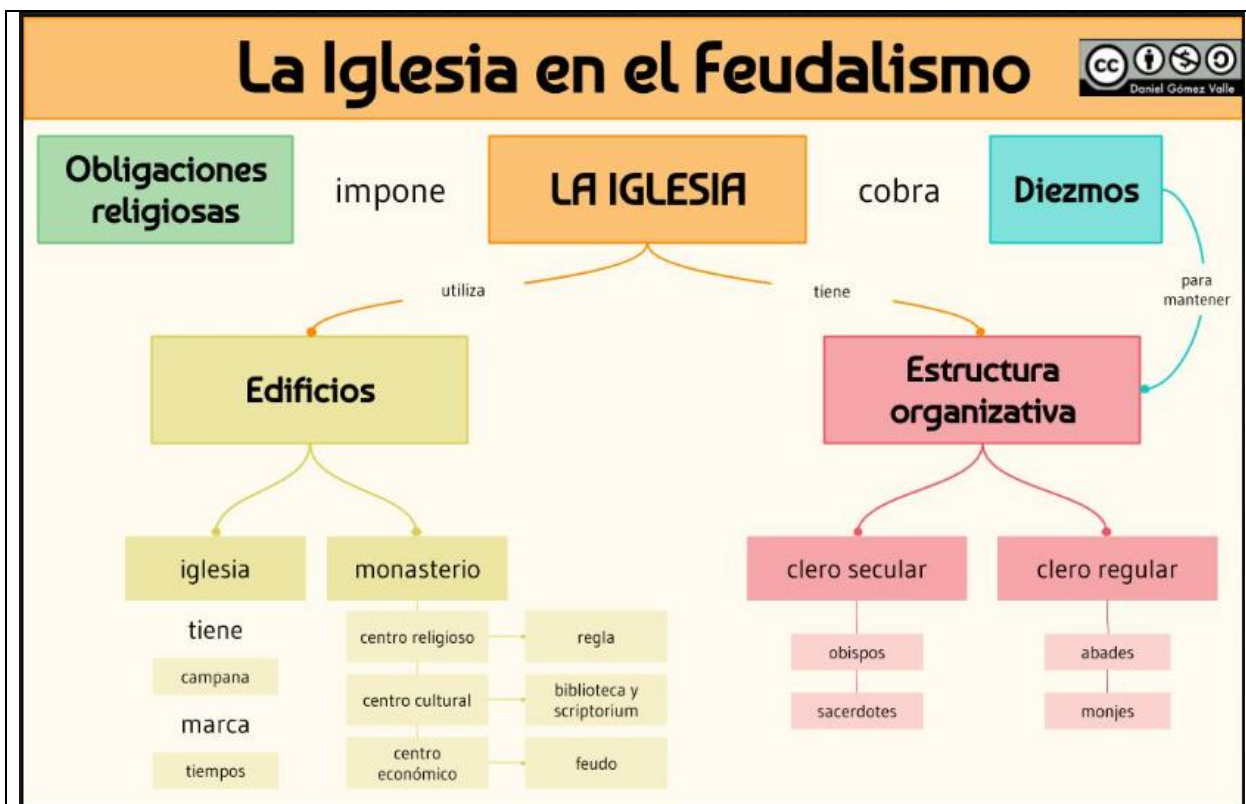 La Iglesia en el Feudalismo
cc
Daniel Gómez Valle
Obligaciones
religiosas
impone
LA IGLESIA
cobra
Diezmos
utiliza
tiene
para
mantener
Edificios
Estructura
organizativa
iglesia
monasterio
clero secular
clero regular
tiene
campana
marca
tiempos
centro religioso
regla
centro cultural
biblioteca y
scriptorium
centro
económico
feudo
obispos
sacerdotes
abades
monjes